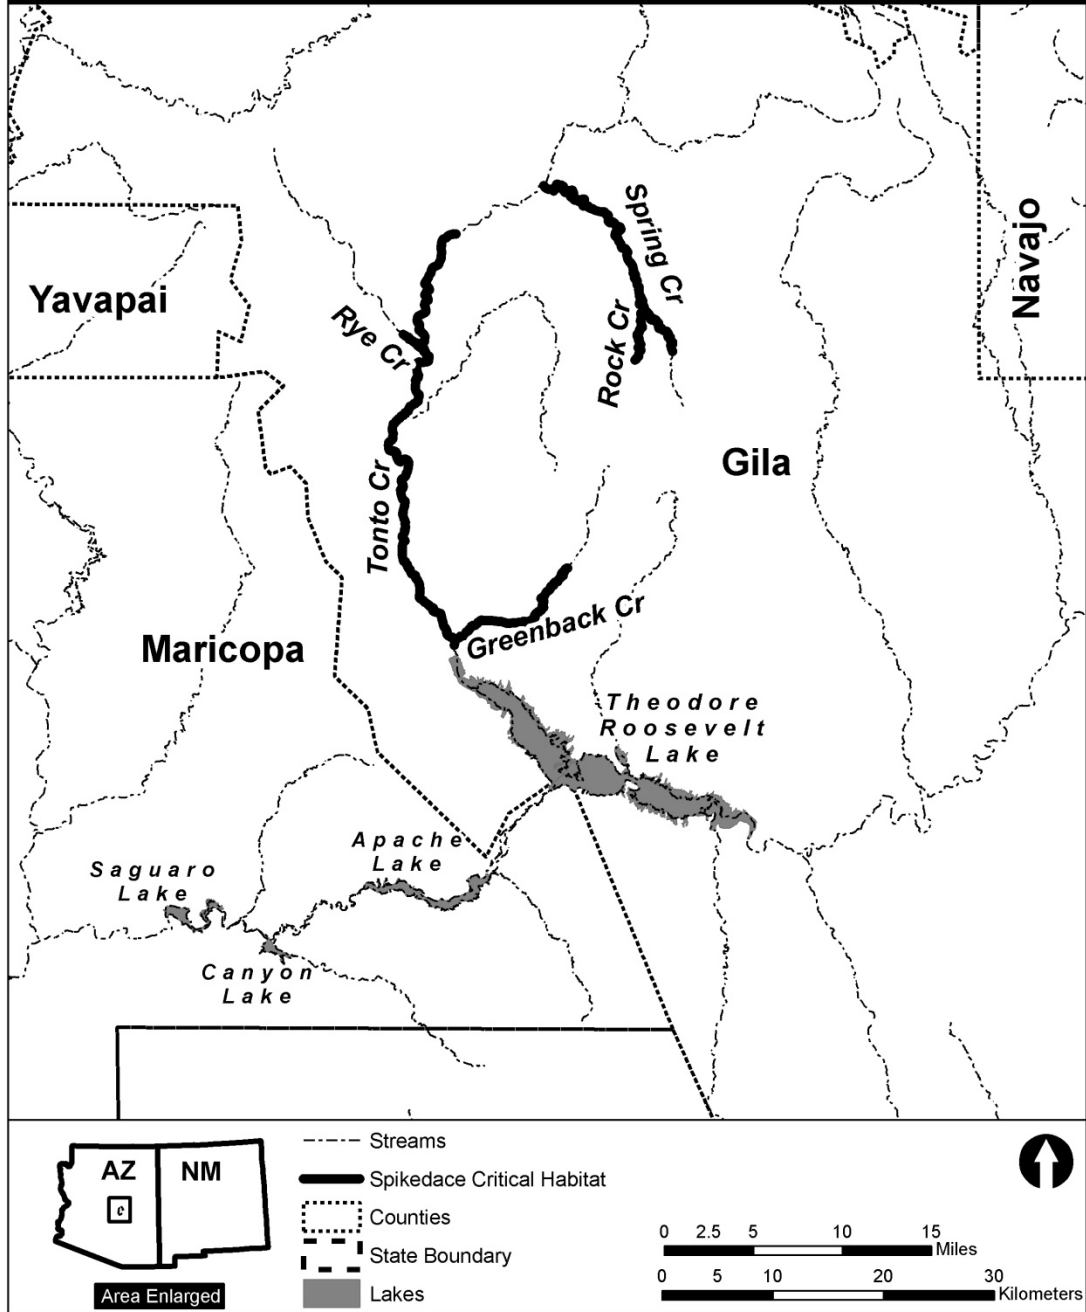 Spring Cr
Navajo
Yavapai
Rye Cr
Rock Cr
Gila
Tonto Cr
Greenback Cr
Maricopa
Theodore
Roosevelt
Lake
Apache
Lake
Saguaro
Lake
Canyon
Lake
AZ
NM
Area Enlarged
Streams
Spikedace Critical Habitat
Counties
State Boundary
Lakes
0 2.5 5 10 15
Miles
0 5 10 20 30
Kilometers